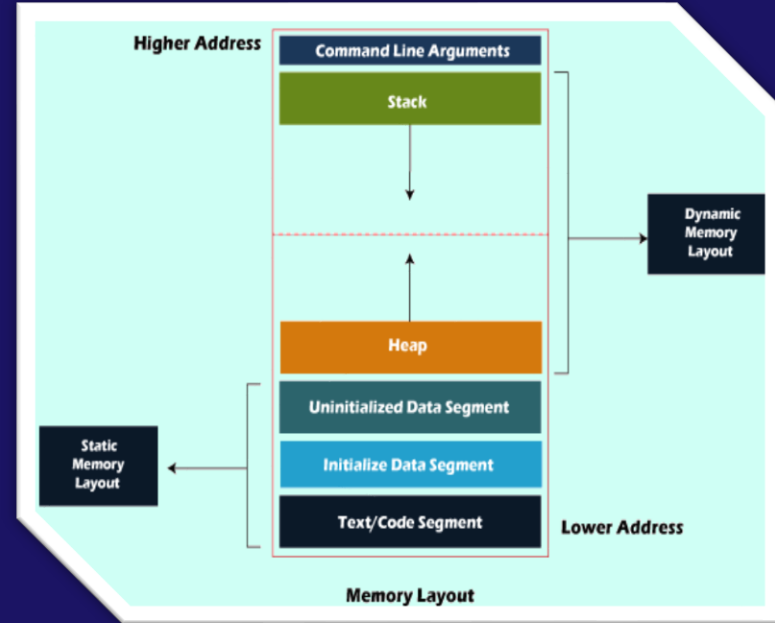 Higher Address
Command Line Arguments
Stack
Dynamic
Memory
Layout
Heap
Uninitialized Data Segment
Static
Memory
Layout
Initialize Data Segment
Text/Code Segment
Lower Address
Memory Layout